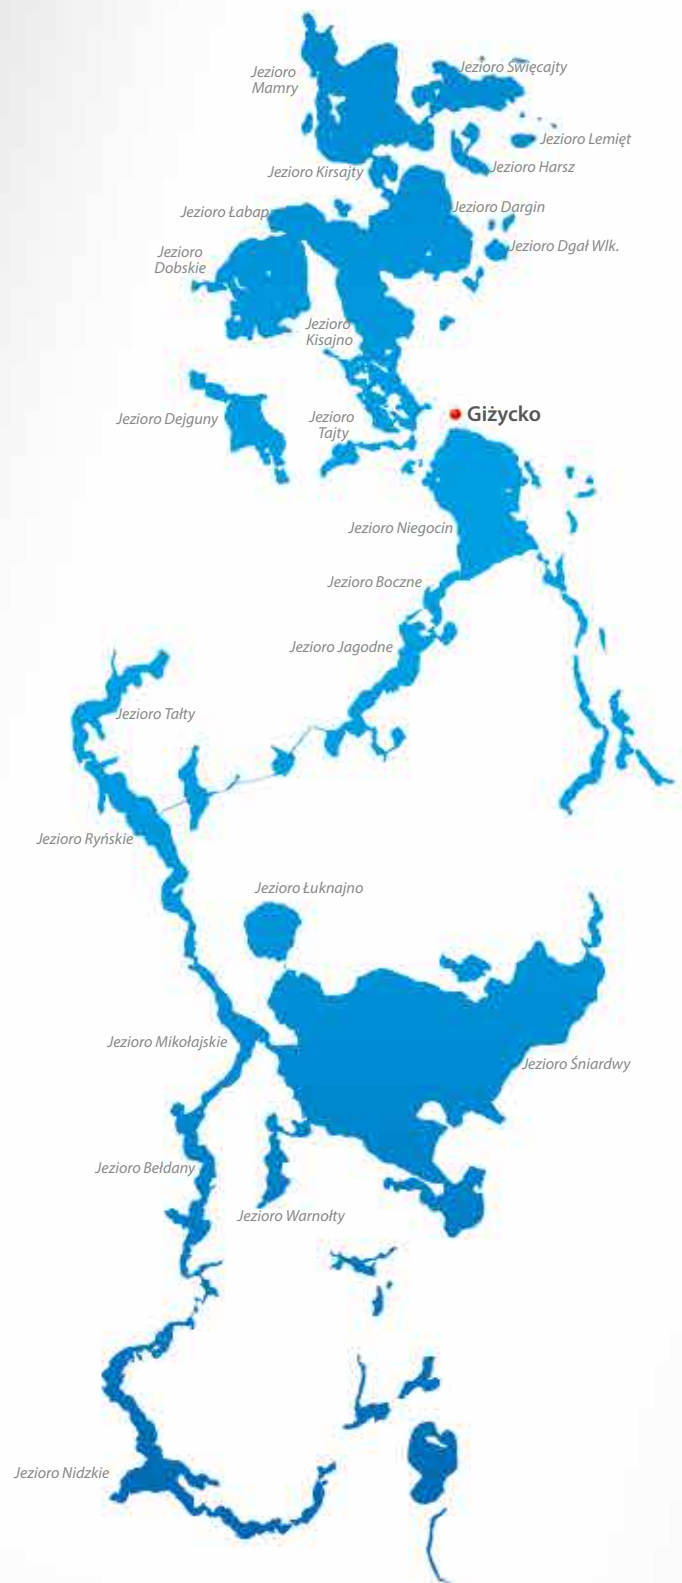 Jezioro Święcajty
Jezioro
Mamry
Jezioro Lemięt
Jezioro Harsz
Jezioro Kirsajty
Jezioro Dargin
Jezioro Łabap
Jezioro Dgał Wlk.
Jezioro
Dobskie
Jezioro
Kisajno
Giżycko
Jezioro Dejguny
Jezioro
Tajty
Jezioro Niegocin
Jezioro Boczne
Jezioro Jagodne
Jezioro Tałty
Jezioro Ryńskie
Jezioro Łuknajno
Jezioro Mikołajskie
Jezioro Śniardwy
Jezioro Bełdany
Jezioro Warnołty
Jezioro Nidzkie